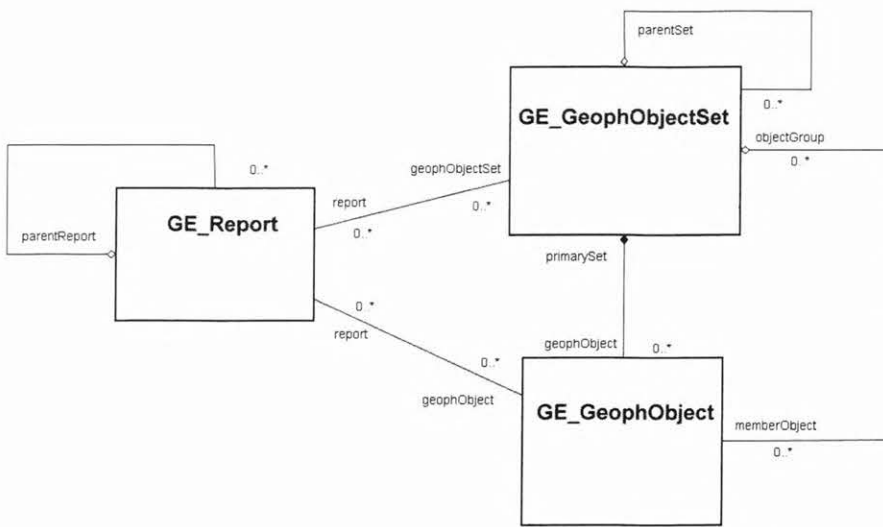 parentSet
0..*
GE_GeophObjectSet
objectGroup
0..*
0..*
geophObjectSet
0..*
report
0..*
GE_Report
parentReport
primarySet
0..*
report
geophObject
0..*
0..*
geophObject
GE_GeophObject
memberObject
0..*